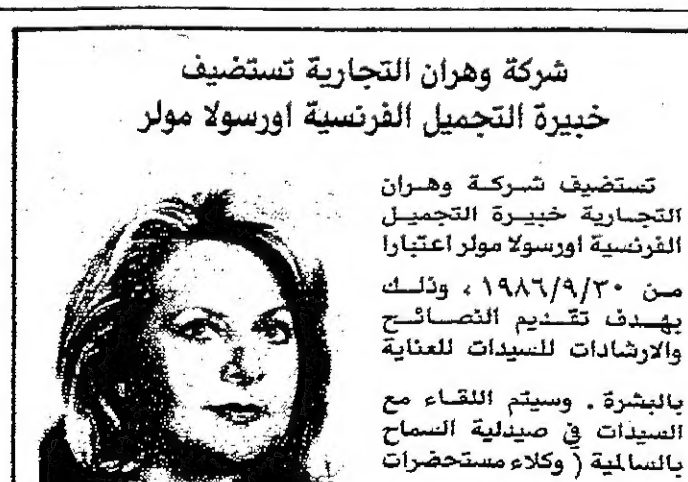 شركة وهران التجارية تستضيف
خبيرة التجميل الفرنسية اورسولا مولر
تستضيف شركة وهران
التجارية خبيرة التجميل
الفرنسية اورسولا مولر اعتبارا
من ١٩٨٦/٩/٣٠ ، وذلك
بهدف تقديم النصائح
والارشادات للسيدات للعناية
بالبشرة . وسيتم اللقاء مع
السيدات في صيدلية السماح
بالسالمية ( وكلاء مستحضرات